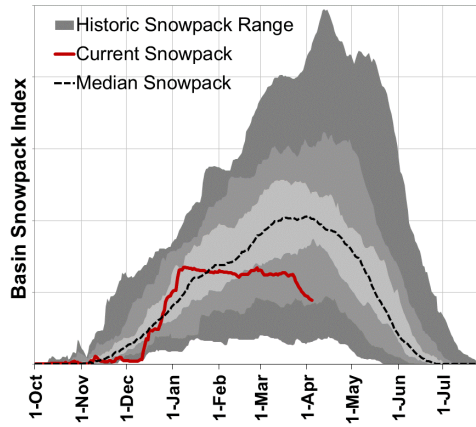 Historic Snowpack Range
Current Snowpack
Median Snowpack
Basin Snowpack Index
1-Oct
1-Nov
1-Dec
1-Jan
1-Feb
1-Mar
1-Apr
1-May
1-Jun
1-Jul